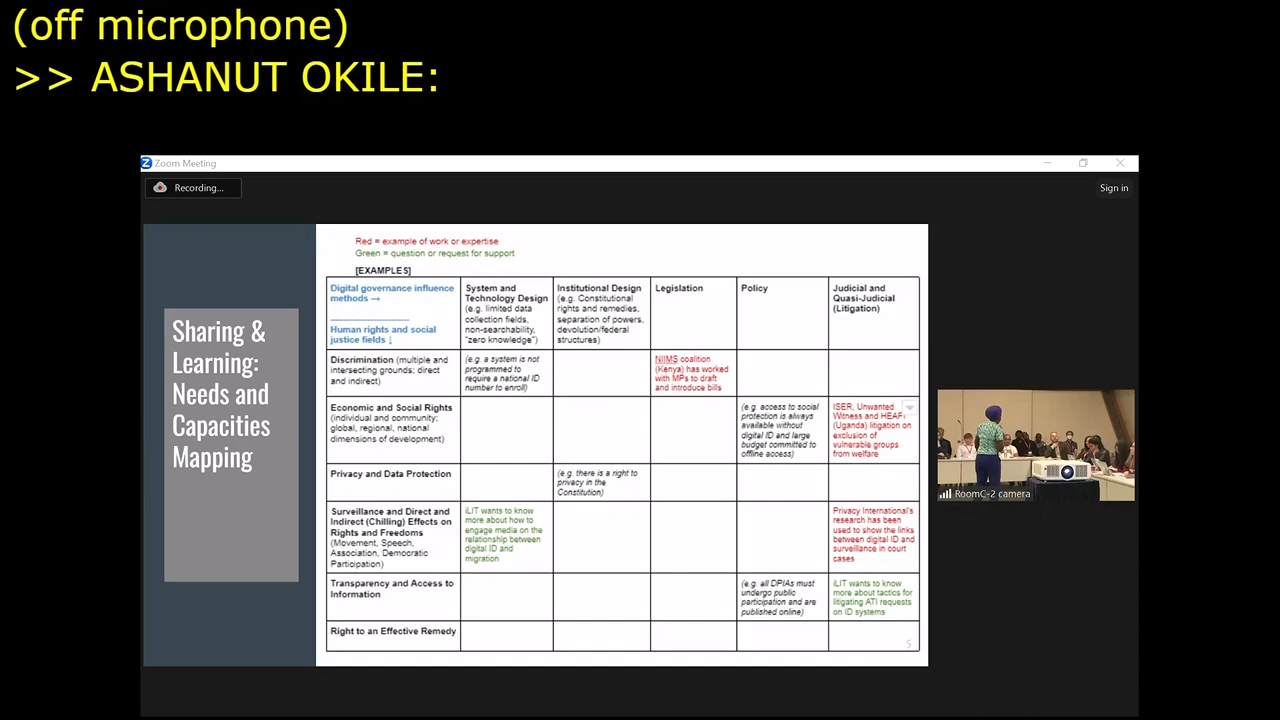 (off microphone)
>> ASHANUT OKILE:
Zoom Meeting
Recording...
Sign in
Sharing &
Learning:
Needs and
Capacities
Mapping
Red = example of work or expertise
Green = question or request for support
[EXAMPLES]
Digital governance influence
methods →
Human rights and social
justice fields ↓
System and
Technology Design
(e.g. limited data
collection fields,
non-searchability,
"zero knowledge")
Institutional Design
(e.g. Constitutional
rights and remedies,
separation of powers,
devolution/federal
structures)
Legislation
Policy
Judicial and
Quasi-Judicial
(Litigation)
Discrimination (multiple and
intersecting grounds; direct
and indirect)
(e.g. a system is not
programmed to
require a national ID
number to enroll)
NIIMS coalition
(Kenya) has worked
with MPs to draft
and introduce bills
Economic and Social Rights
(individual and community;
global, regional, national
dimensions of development)
(e.g. access to social
protection is always
available without
digital ID and large
budget committed to
offline access)
ISER, Unwanted
Witness and HEAF
(Uganda) litigation on
exclusion of
vulnerable groups
from welfare
Privacy and Data Protection
(e.g. there is a right to
privacy in the
Constitution)
Surveillance and Direct and
Indirect (Chilling) Effects on
Rights and Freedoms
(Movement, Speech,
Association, Democratic
Participation)
iLIT wants to know
more about how to
engage media on the
relationship between
digital ID and
migration
Privacy International's
research has been
used to show the links
between digital ID and
surveillance in court
cases
Transparency and Access to
Information
(e.g. all DPIAs must
undergo public
participation and are
published online)
iLIT wants to know
more about tactics for
litigating ATI requests
on ID systems
Right to an Effective Remedy
5
RoomC-2 camera